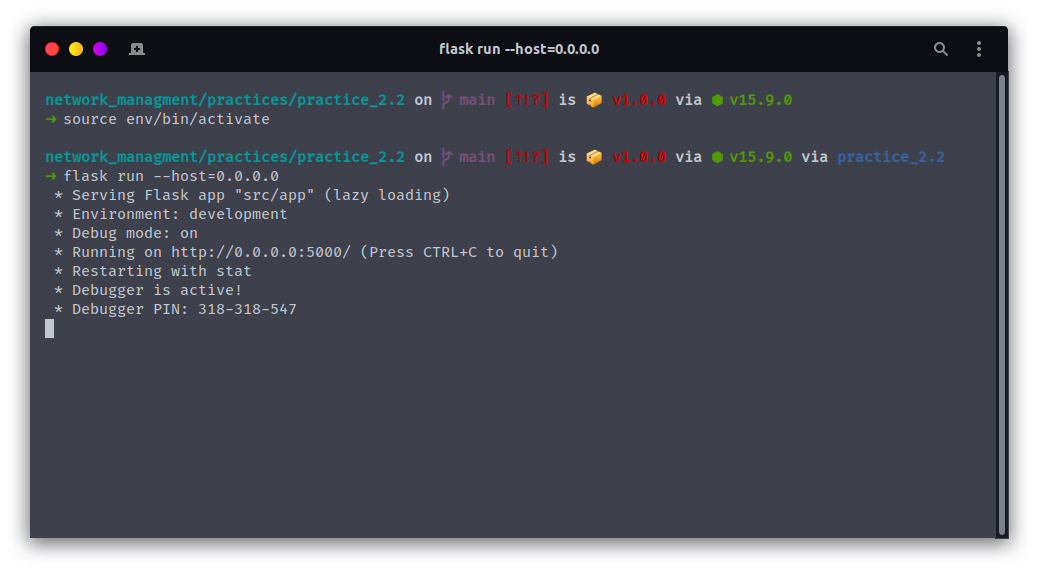 flask run --host=0.0.0.0
network_managment/practices/practice_2.2 on main [⇡!?] is 📦 v1.0.0 via ⬢ v15.9.0
➜ source env/bin/activate
network_managment/practices/practice_2.2 on main [⇡!?] is 📦 v1.0.0 via ⬢ v15.9.0 via practice_2.2
➜ flask run --host=0.0.0.0
* Serving Flask app "src/app" (lazy loading)
* Environment: development
* Debug mode: on
* Running on http://0.0.0.0:5000/ (Press CTRL+C to quit)
* Restarting with stat
* Debugger is active!
* Debugger PIN: 318-318-547